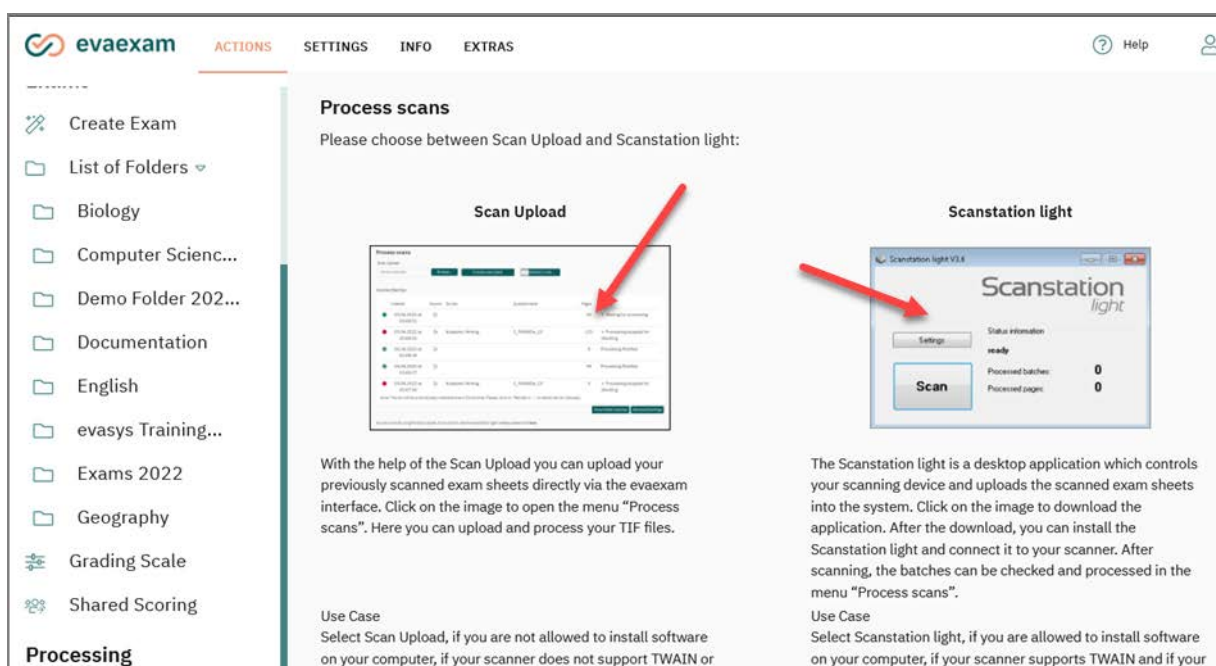 evaexam
ACTIONS
SETTINGS
INFO
EXTRAS
Help
Create Exam
List of Folders
Biology
Computer Scienc...
Demo Folder 202...
Documentation
English
evasys Training...
Exams 2022
Geography
Grading Scale
Shared Scoring
Processing
Process scans
Please choose between Scan Upload and Scanstation light:
Scan Upload
Process scans
With the help of the Scan Upload you can upload your
previously scanned exam sheets directly via the evaexam
interface. Click on the image to open the menu “Process
scans”. Here you can upload and process your TIF files.
Use Case
Select Scan Upload, if you are not allowed to install software
on your computer, if your scanner does not support TWAIN or
Scanstation light
Scanstation light V3.6
Scanstation
light
Settings
Status information
ready
Scan
Processed batches: 0
Processed pages: 0
The Scanstation light is a desktop application which controls
your scanning device and uploads the scanned exam sheets
into the system. Click on the image to download the
application. After the download, you can install the
Scanstation light and connect it to your scanner. After
scanning, the batches can be checked and processed in the
menu “Process scans”.
Use Case
Select Scanstation light, if you are allowed to install software
on your computer, if your scanner supports TWAIN and if your